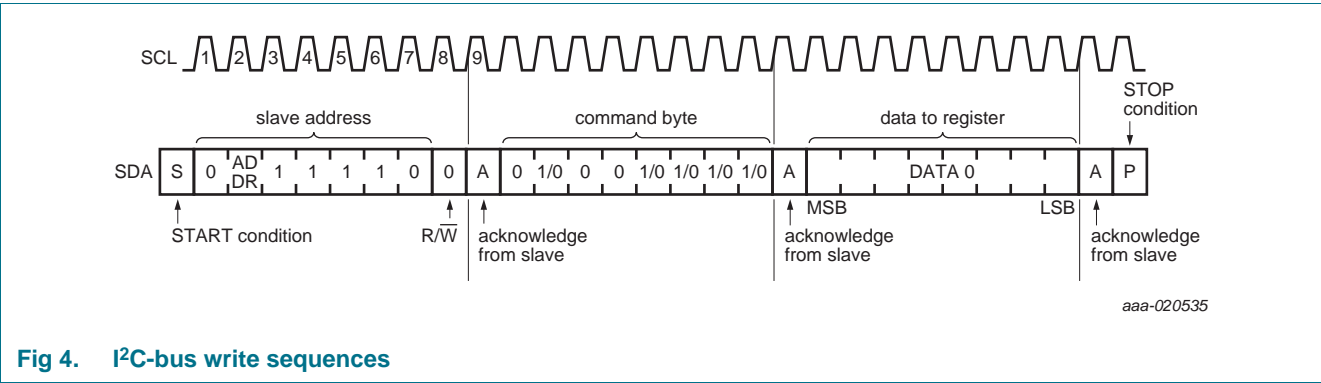 SCL 1 2 3 4 5 6 7 8 9
STOP
condition
slave address command byte data to register
SDA S 0 AD DR 1 1 1 1 0 0 A 0 1/0 0 0 1/0 1/0 1/0 1/0 A DATA 0 A P
MSB LSB
START condition R/W̅ acknowledge
from slave acknowledge
from slave acknowledge
from slave
aaa-020535
Fig 4. I²C-bus write sequences